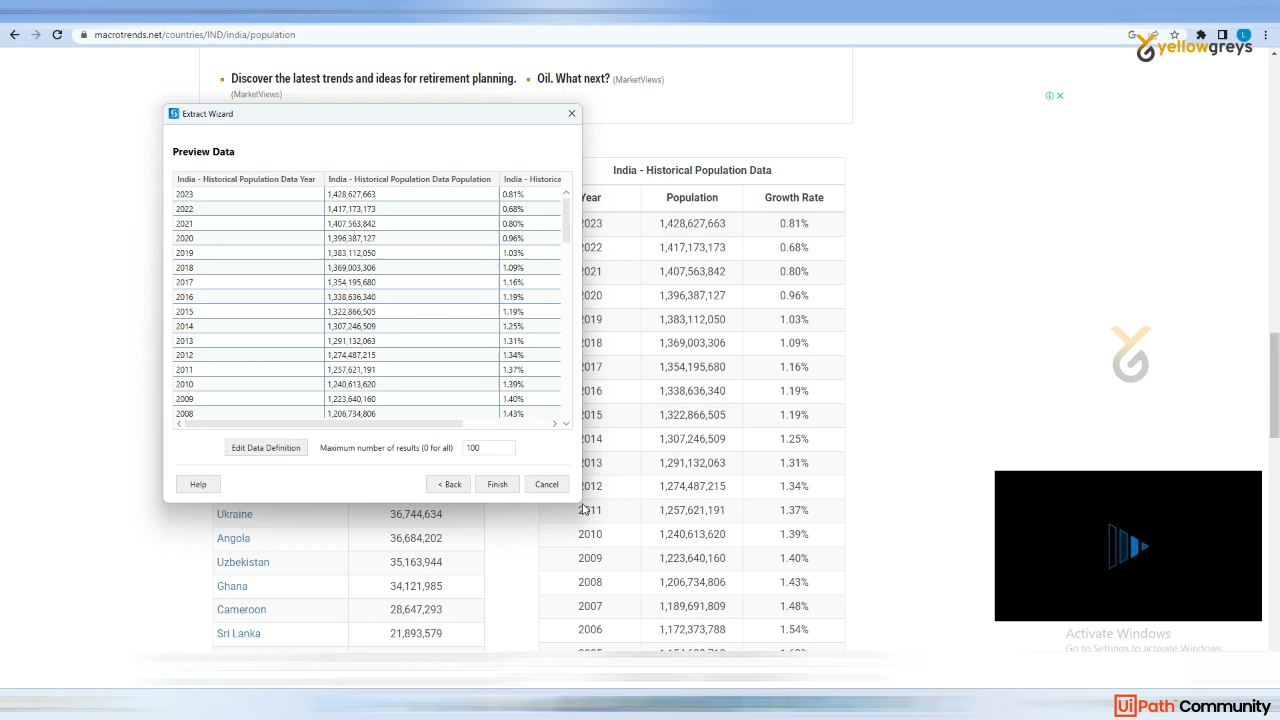 macrotrends.net/countries/IND/india/population
yellowgreys
Discover the latest trends and ideas for retirement planning.
(MarketViews)
Oil. What next? (MarketViews)
Extract Wizard
Preview Data
India - Historical Population Data Year India - Historical Population Data Population India - Historica
2023 1,428,627,663 0.81%
2022 1,417,173,173 0.68%
2021 1,407,563,842 0.80%
2020 1,396,387,127 0.96%
2019 1,383,112,050 1.03%
2018 1,369,003,306 1.09%
2017 1,354,195,680 1.16%
2016 1,338,636,340 1.19%
2015 1,322,866,505 1.19%
2014 1,307,246,509 1.25%
2013 1,291,132,063 1.31%
2012 1,274,487,215 1.34%
2011 1,257,621,191 1.37%
2010 1,240,613,620 1.39%
2009 1,223,640,160 1.40%
2008 1,206,734,806 1.43%
Edit Data Definition Maximum number of results (0 for all) 100
Help < Back Finish Cancel
Ukraine 36,744,634
Angola 36,684,202
Uzbekistan 35,163,944
Ghana 34,121,985
Cameroon 28,647,293
Sri Lanka 21,893,579
India - Historical Population Data
Year Population Growth Rate
2023 1,428,627,663 0.81%
2022 1,417,173,173 0.68%
2021 1,407,563,842 0.80%
2020 1,396,387,127 0.96%
2019 1,383,112,050 1.03%
2018 1,369,003,306 1.09%
2017 1,354,195,680 1.16%
2016 1,338,636,340 1.19%
2015 1,322,866,505 1.19%
2014 1,307,246,509 1.25%
2013 1,291,132,063 1.31%
2012 1,274,487,215 1.34%
2011 1,257,621,191 1.37%
2010 1,240,613,620 1.39%
2009 1,223,640,160 1.40%
2008 1,206,734,806 1.43%
2007 1,189,691,809 1.48%
2006 1,172,373,788 1.54%
Activate Windows
Go to Settings to activate Windows.
UiPath Community